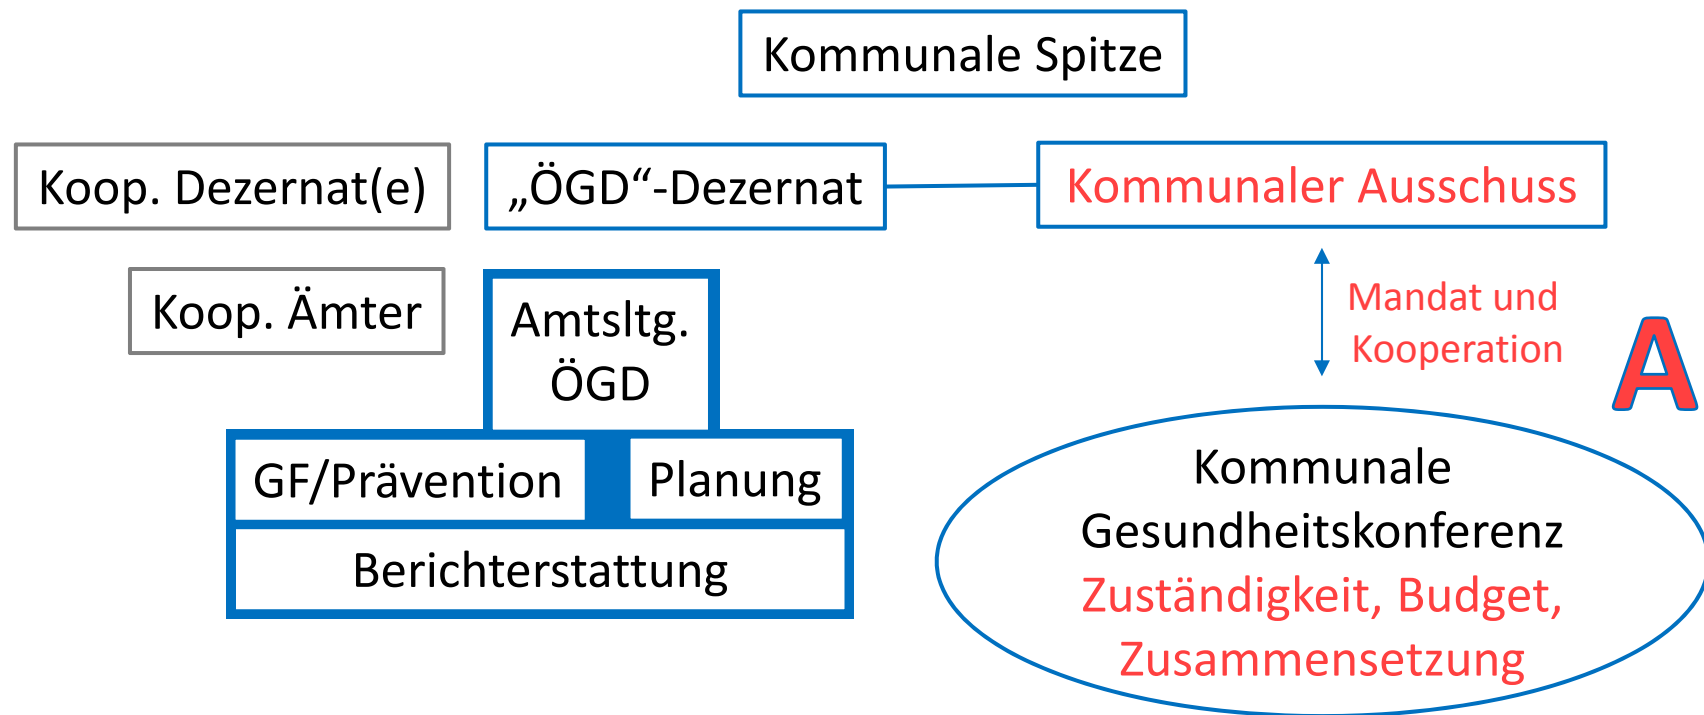 Kommunale Spitze
Koop. Dezernat(e)
„ÖGD“-Dezernat
Kommunaler Ausschuss
Koop. Ämter
Amtsltg.
ÖGD
Mandat und
Kooperation
A
GF/Prävention
Planung
Berichterstattung
Kommunale
Gesundheitskonferenz
Zuständigkeit, Budget,
Zusammensetzung